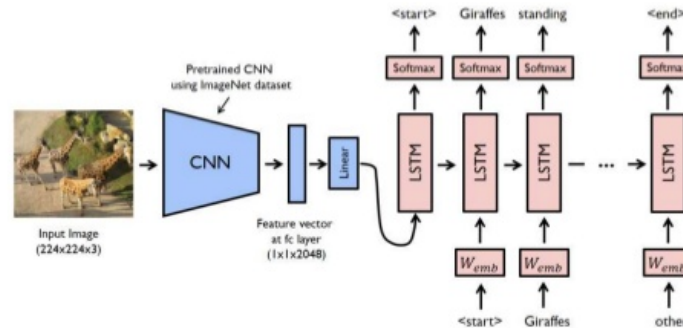 <start> Giraffes standing <end>
Softmax Softmax Softmax Softmax
Pretrained CNN
using ImageNet dataset
CNN
Linear
LSTM LSTM LSTM ... LSTM
Input Image
(224x224x3)
Feature vector
at fc layer
(1x1x2048)
W_emb W_emb W_emb
<start> Giraffes other